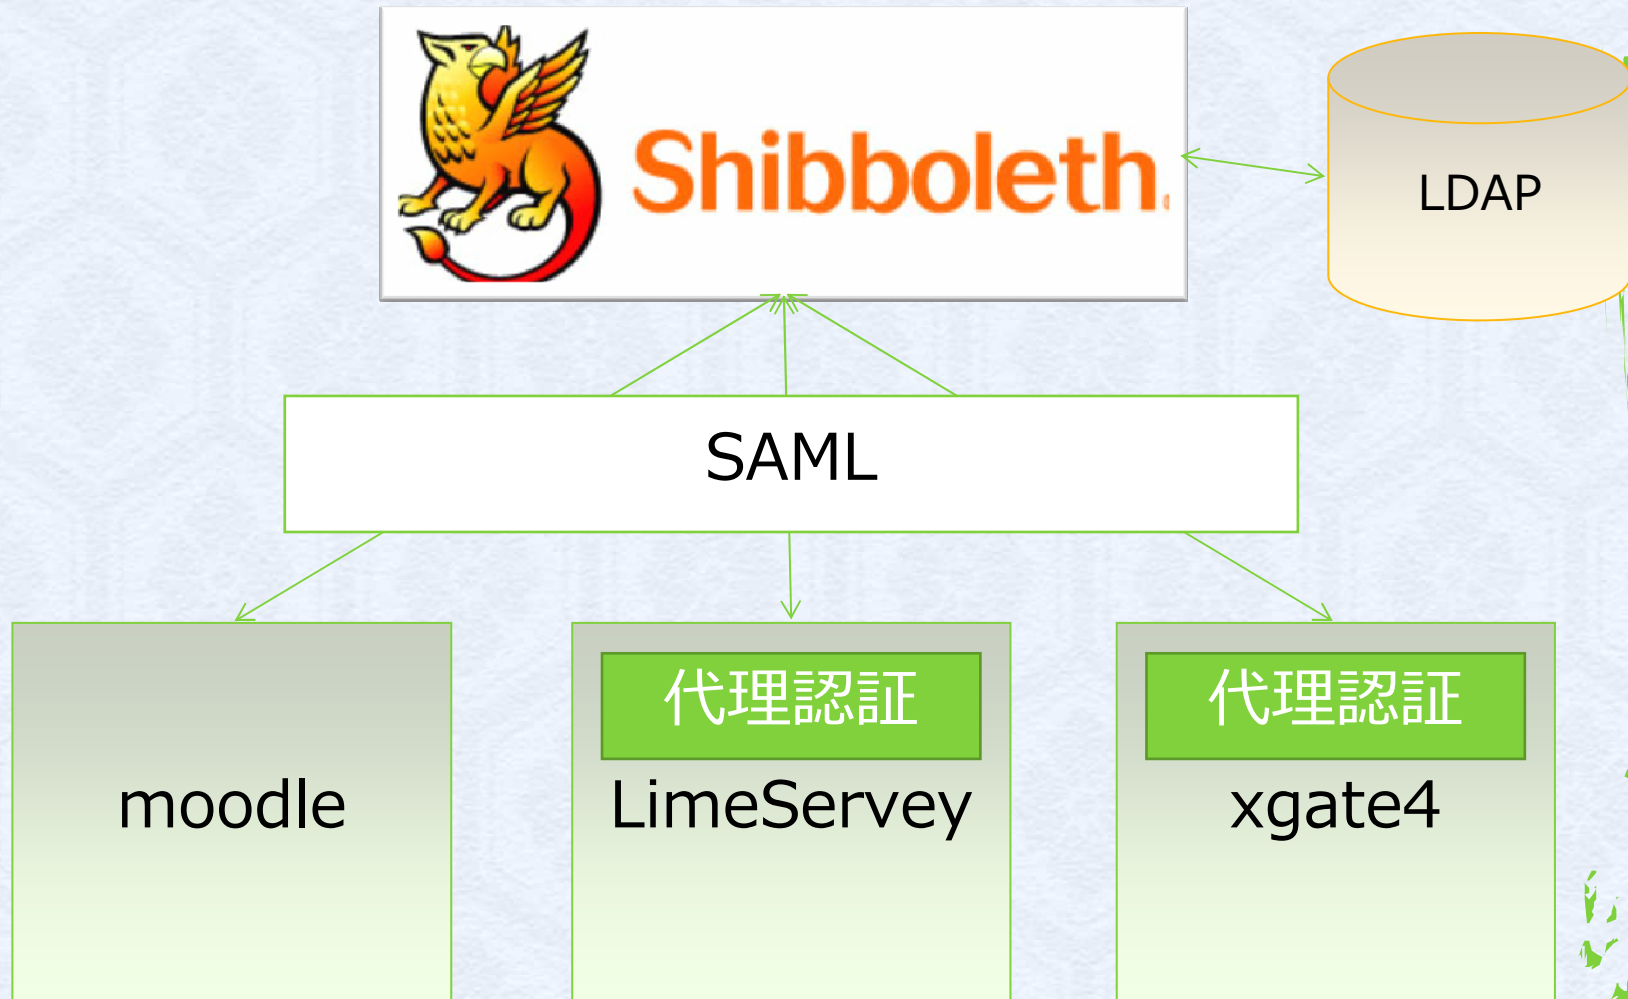 Shibboleth.
LDAP
SAML
代理認証
代理認証
moodle
LimeServey
xgate4